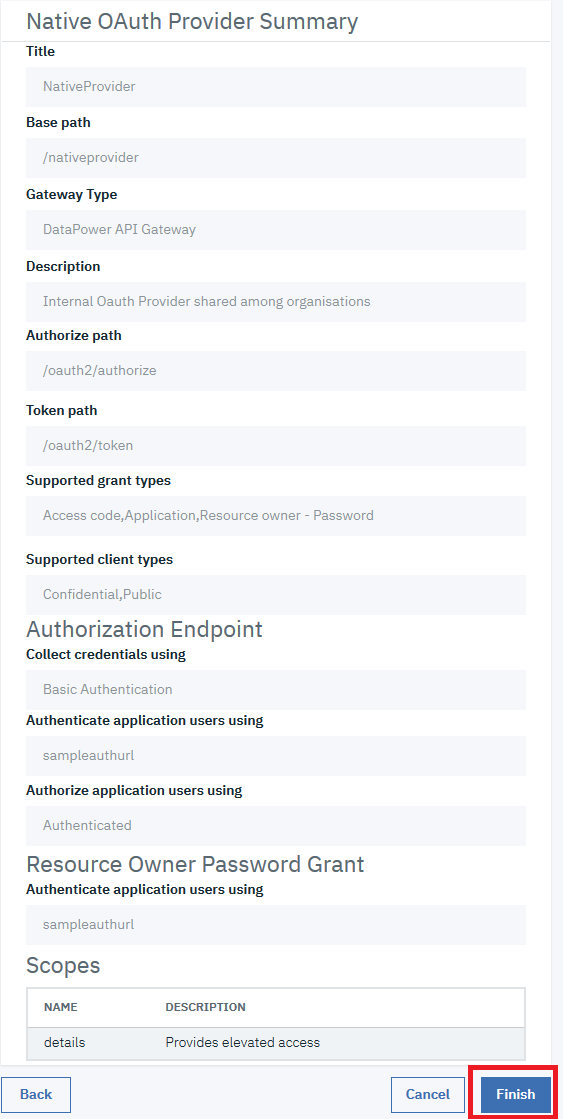 Native OAuth Provider Summary
Title
NativeProvider
Base path
/nativeprovider
Gateway Type
DataPower API Gateway
Description
Internal Oauth Provider shared among organisations
Authorize path
/oauth2/authorize
Token path
/oauth2/token
Supported grant types
Access code,Application,Resource owner - Password
Supported client types
Confidential,Public
Authorization Endpoint
Collect credentials using
Basic Authentication
Authenticate application users using
sampleauthurl
Authorize application users using
Authenticated
Resource Owner Password Grant
Authenticate application users using
sampleauthurl
Scopes
NAME DESCRIPTION
details Provides elevated access
Back Cancel Finish